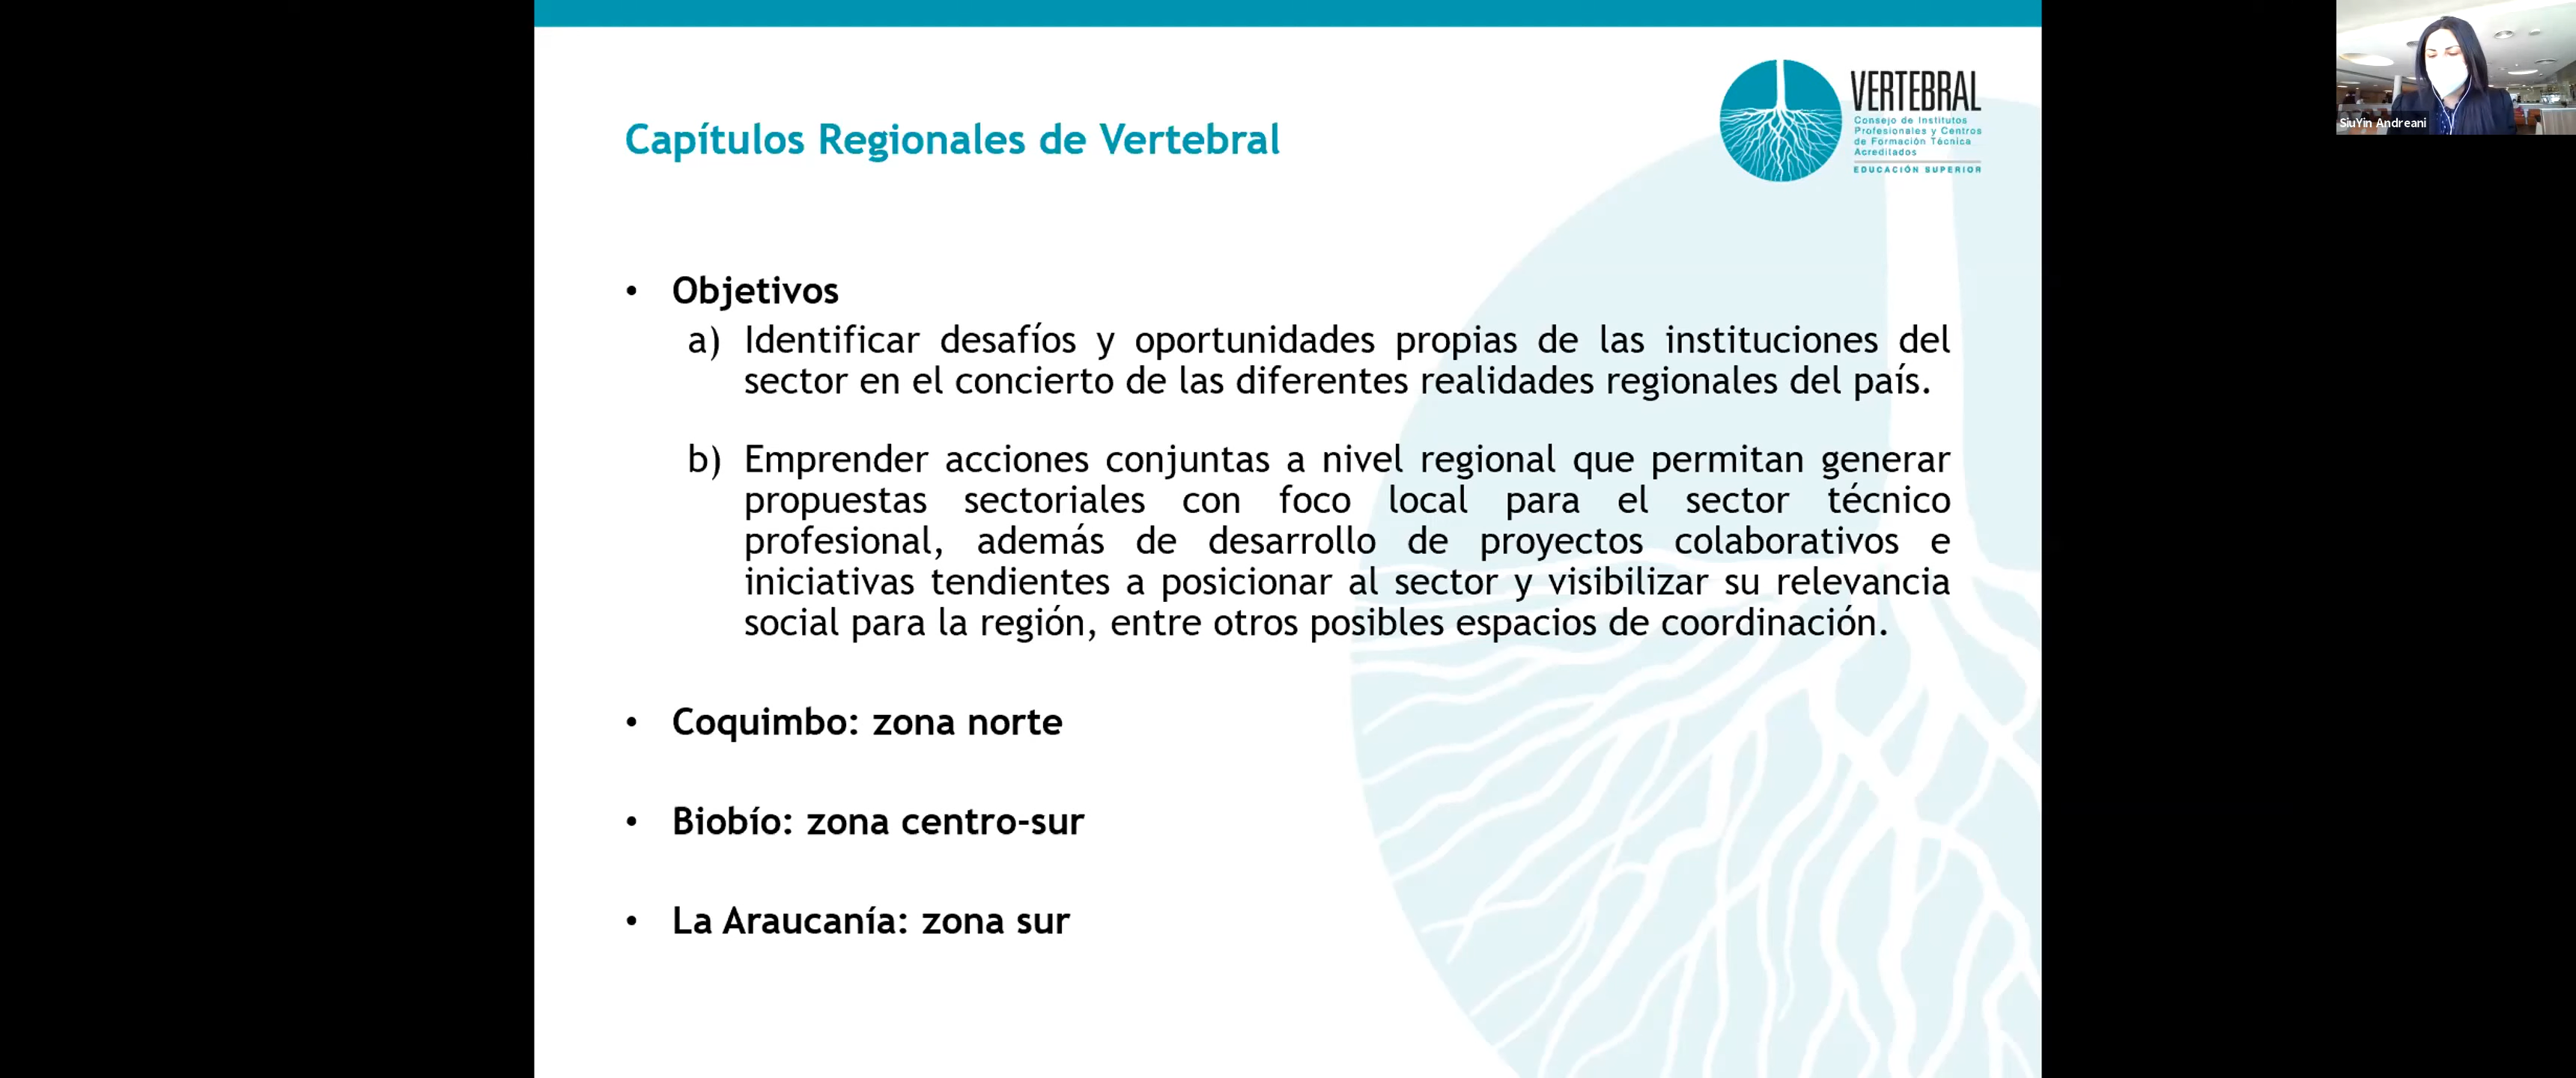 VERTEBRAL
Consejo de Institutos
Profesionales y Centros
de Formación Técnica
Acreditados
EDUCACIÓN SUPERIOR
SiuYin Andreani
Capítulos Regionales de Vertebral
• Objetivos
a) Identificar desafíos y oportunidades propias de las instituciones del
sector en el concierto de las diferentes realidades regionales del país.
b) Emprender acciones conjuntas a nivel regional que permitan generar
propuestas sectoriales con foco local para el sector técnico
profesional, además de desarrollo de proyectos colaborativos e
iniciativas tendientes a posicionar al sector y visibilizar su relevancia
social para la región, entre otros posibles espacios de coordinación.
• Coquimbo: zona norte
• Biobío: zona centro-sur
• La Araucanía: zona sur